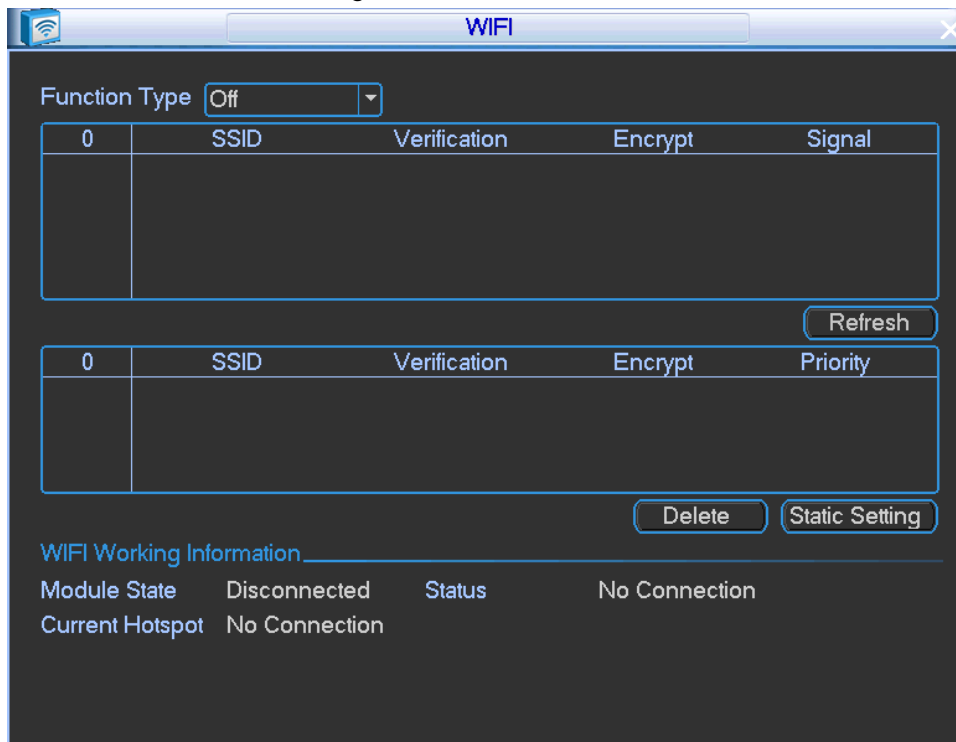 WIFI
Function Type Off
0 SSID Verification Encrypt Signal
Refresh
0 SSID Verification Encrypt Priority
Delete Static Setting
WIFI Working Information
Module State Disconnected Status No Connection
Current Hotspot No Connection